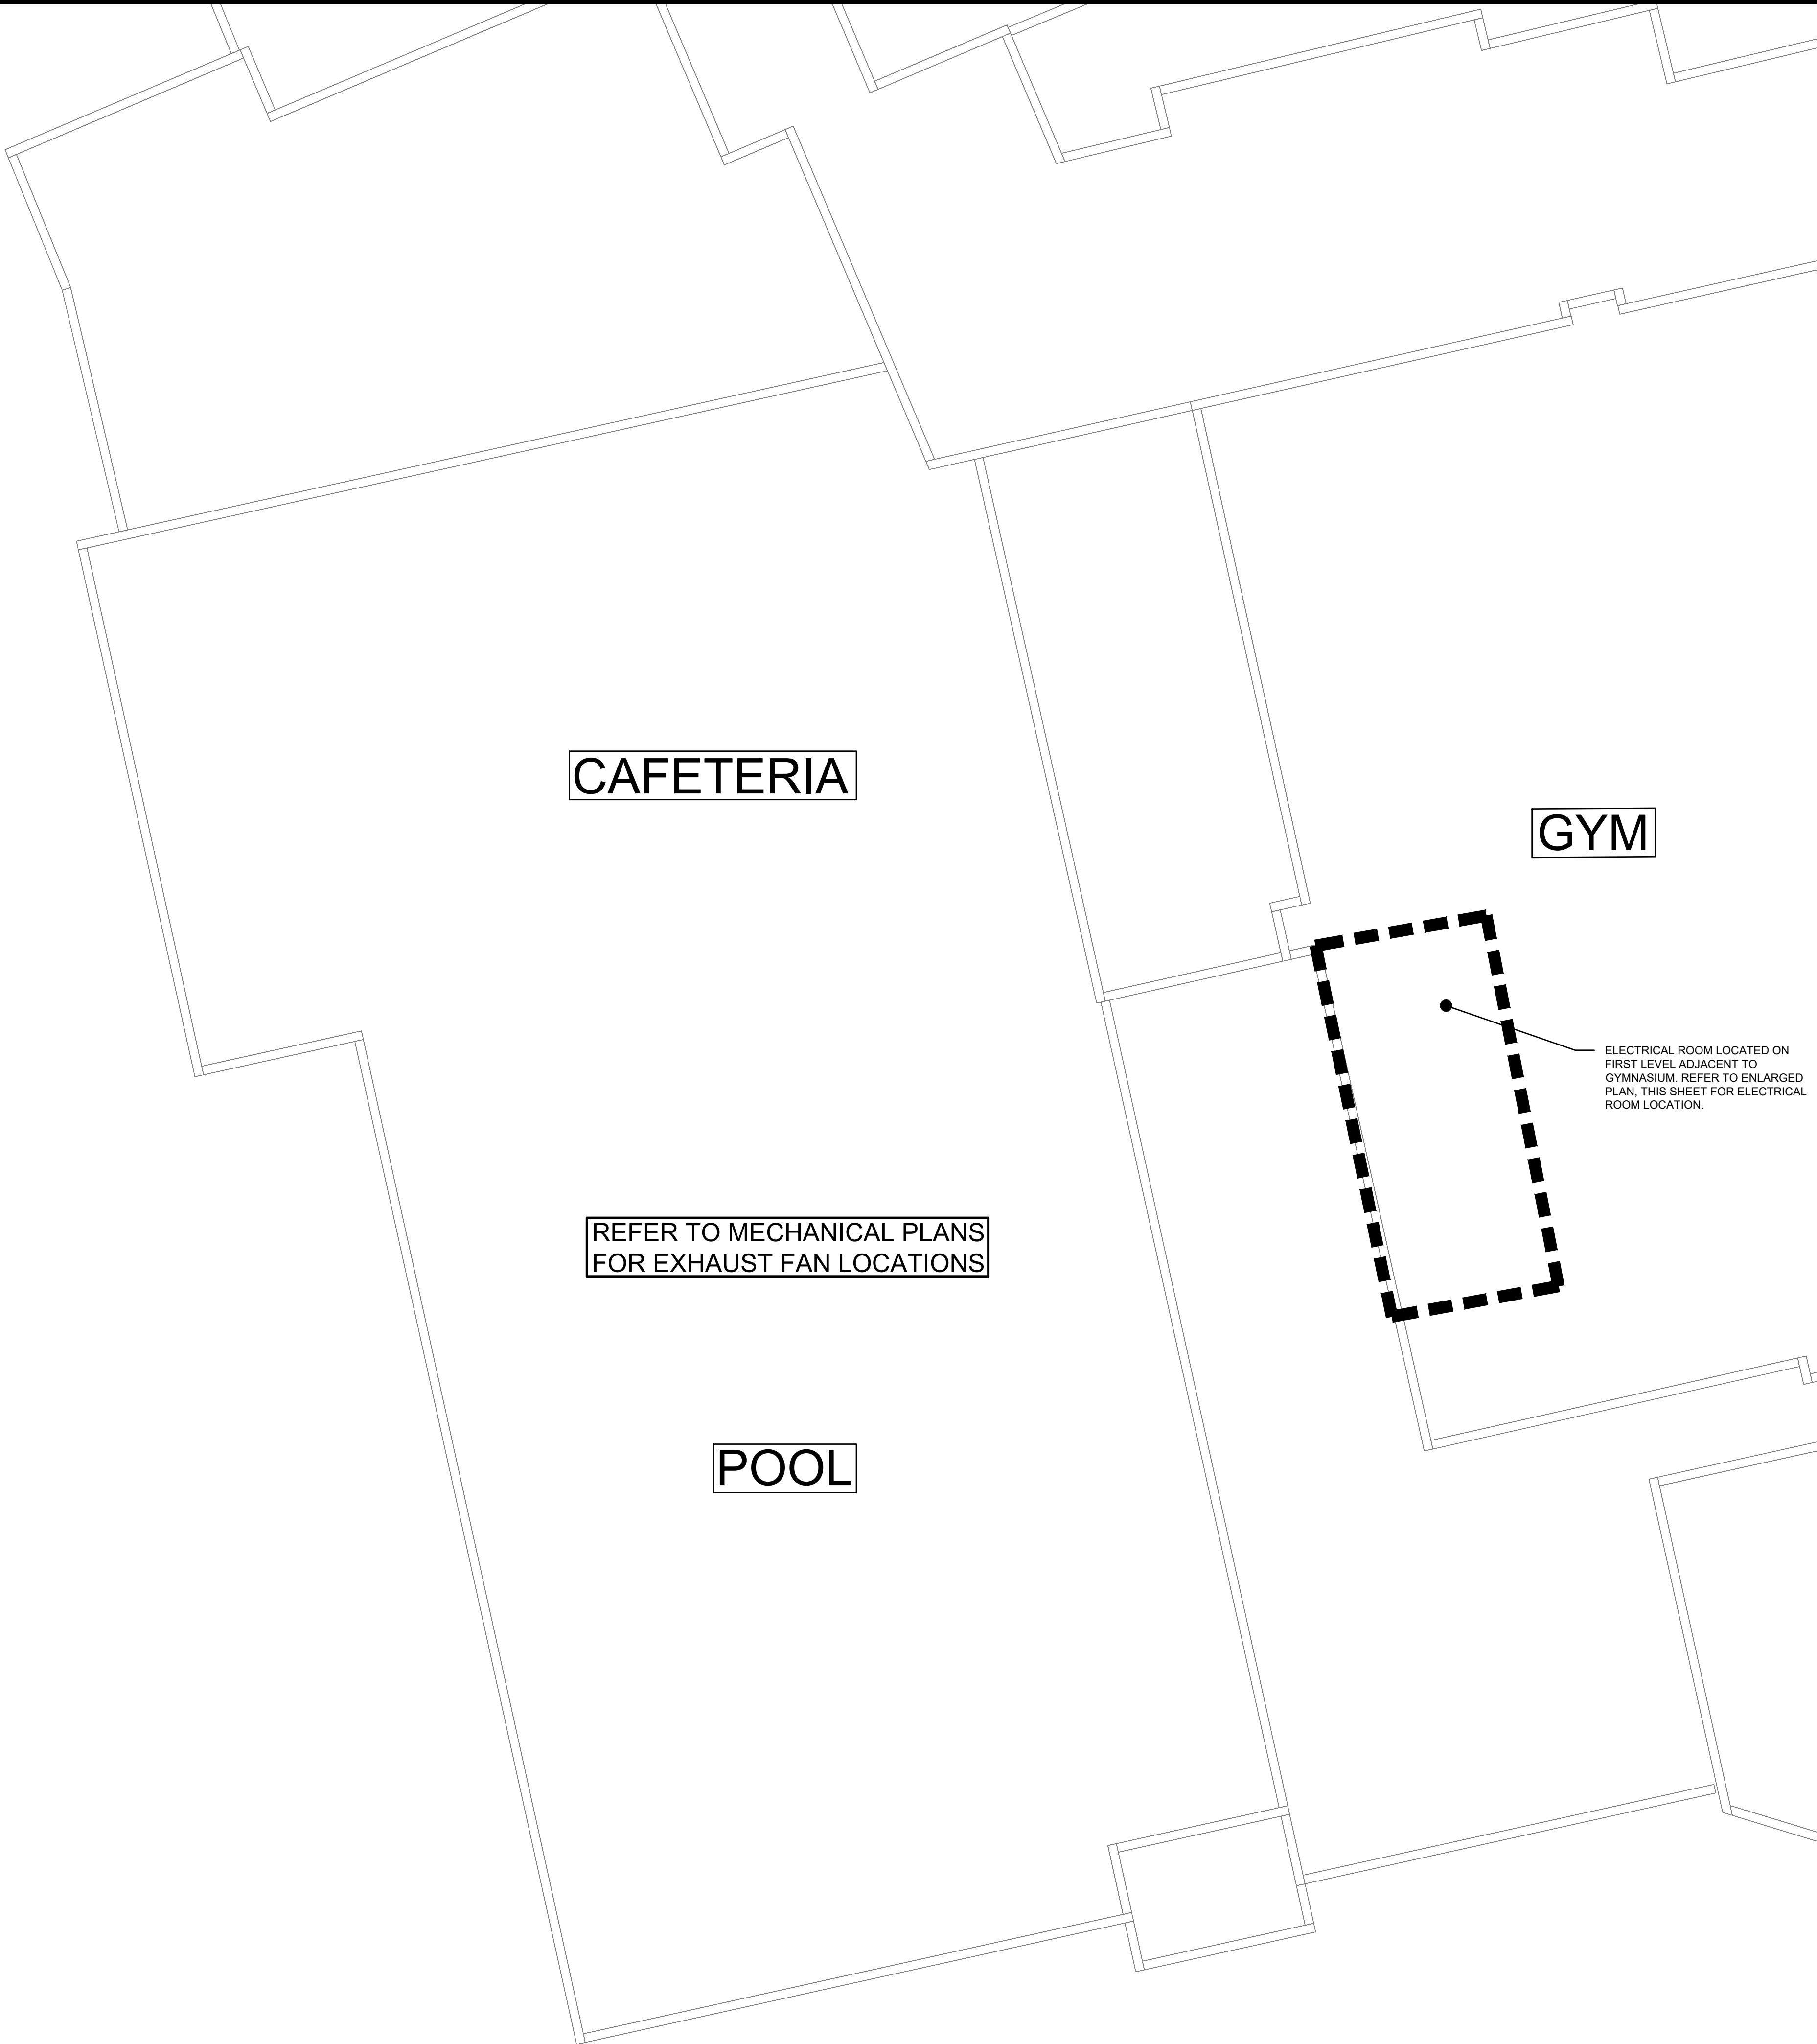 CAFETERIA
GYM
ELECTRICAL ROOM LOCATED ON
FIRST LEVEL ADJACENT TO
GYMNASIUM. REFER TO ENLARGED
PLAN, THIS SHEET FOR ELECTRICAL
ROOM LOCATION.
REFER TO MECHANICAL PLANS
FOR EXHAUST FAN LOCATIONS
POOL